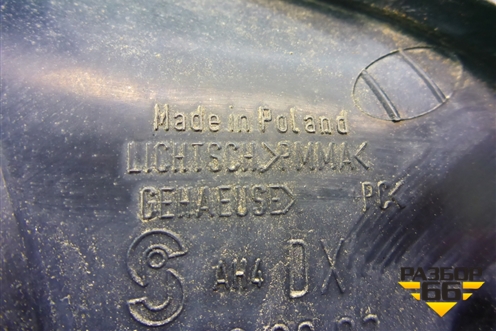 Made in Poland
LICHTSCH>PMMA<
GEHAEUSE> PC<
S AH4 DX
РАЗБОР
66